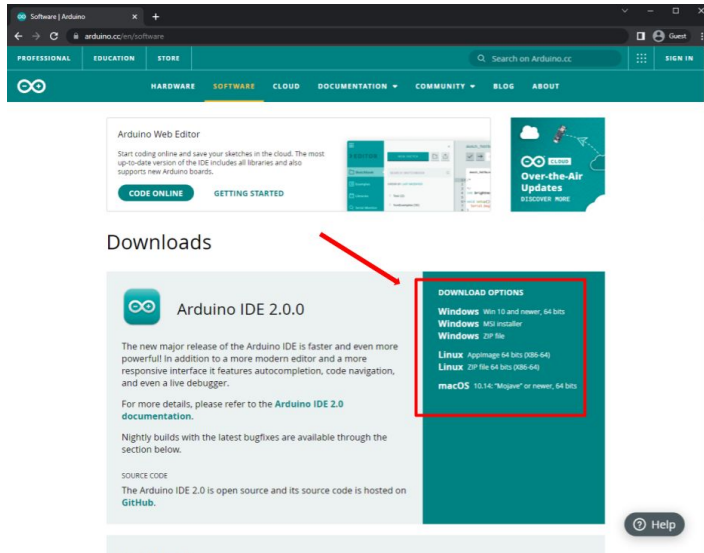 Software | Arduino
arduino.cc/en/software
Guest
PROFESSIONAL EDUCATION STORE
Search on Arduino.cc
SIGN IN
HARDWARE SOFTWARE CLOUD DOCUMENTATION COMMUNITY BLOG ABOUT
Arduino Web Editor
Start coding online and save your sketches in the cloud. The most
up-to-date version of the IDE includes all libraries and also
supports new Arduino boards.
CODE ONLINE GETTING STARTED
CLOUD
Over-the-Air
Updates
DISCOVER MORE
Downloads
Arduino IDE 2.0.0
The new major release of the Arduino IDE is faster and even more
powerful! In addition to a more modern editor and a more
responsive interface it features autocompletion, code navigation,
and even a live debugger.
For more details, please refer to the Arduino IDE 2.0
documentation.
Nightly builds with the latest bugfixes are available through the
section below.
SOURCE CODE
The Arduino IDE 2.0 is open source and its source code is hosted on
GitHub.
DOWNLOAD OPTIONS
Windows Win 10 and newer, 64 bits
Windows MSI installer
Windows ZIP file
Linux AppImage 64 bits (X86-64)
Linux ZIP file 64 bits (X86-64)
macOS 10.14: "Mojave" or newer, 64 bits
Help